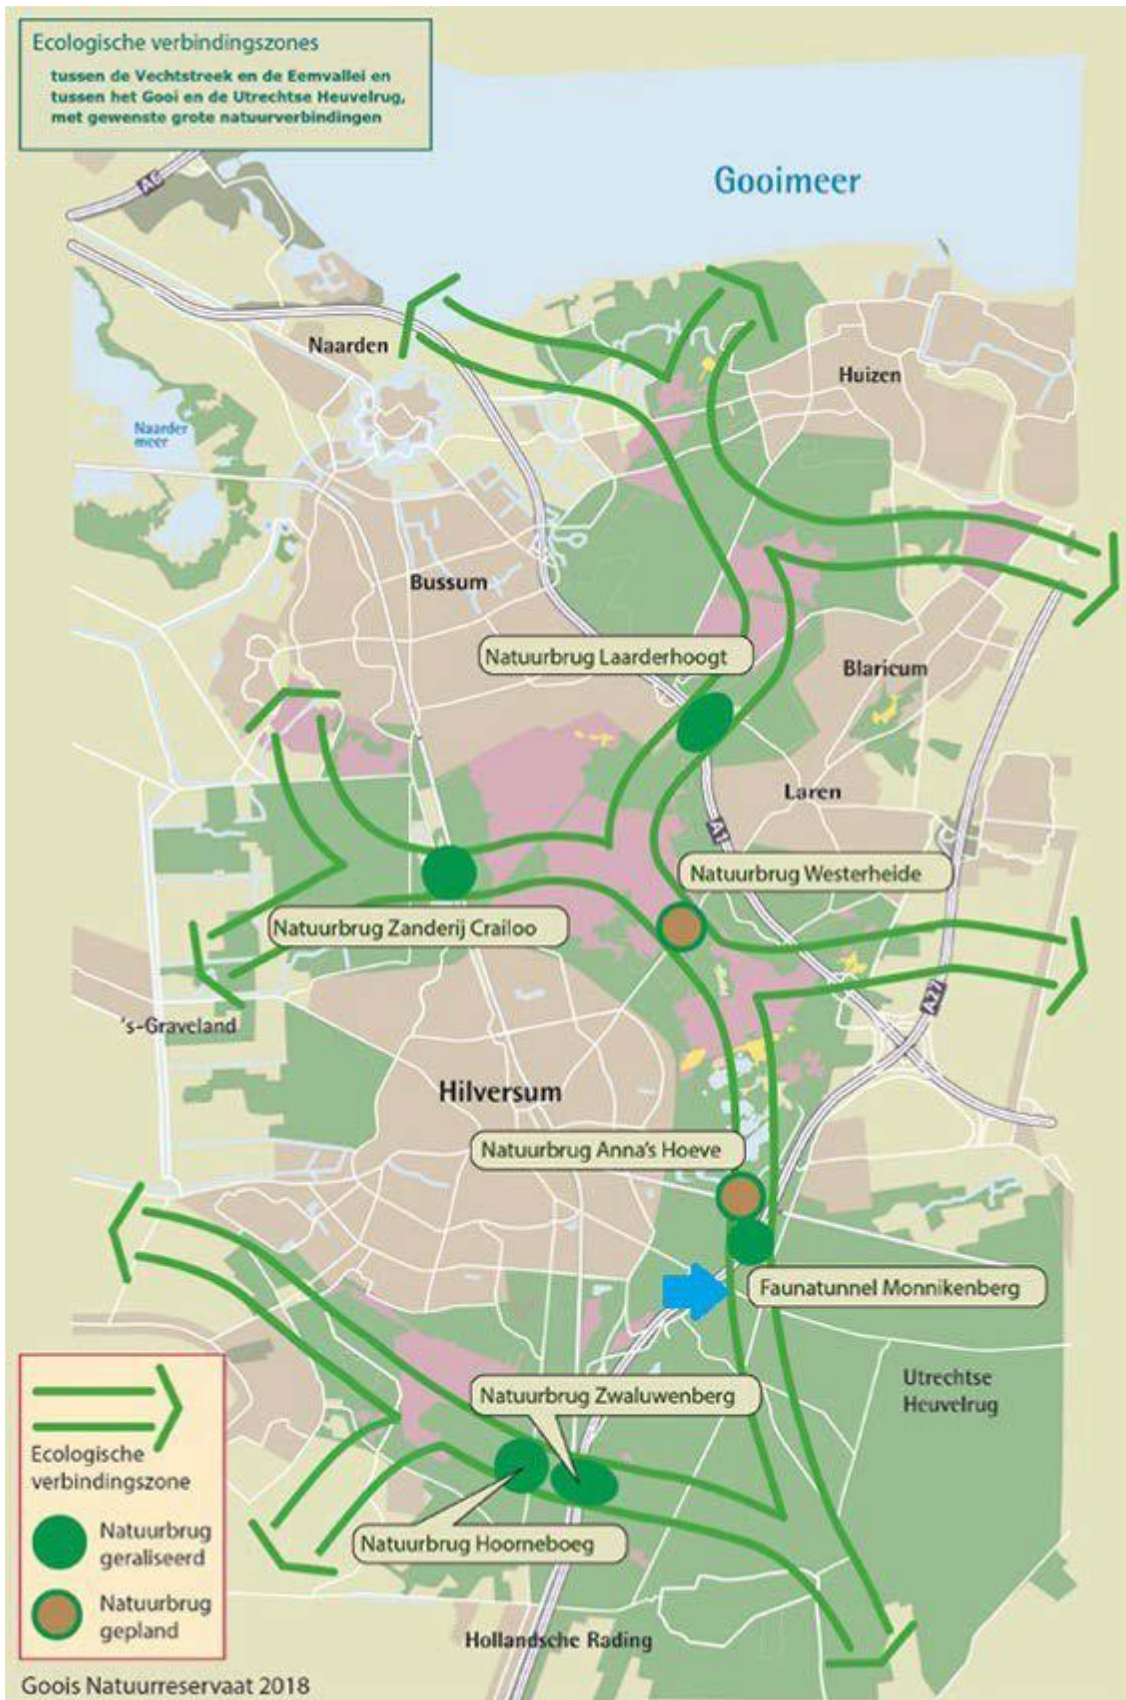 Ecologische verbindingszones
tussen de Vechtstreek en de Eemvallei en
tussen het Gooi en de Utrechtse Heuvelrug,
met gewenste grote natuurverbindingen
A6
Gooimeer
Naarden
Huizen
Naarder
meer
Bussum
Natuurbrug Laarderhoogt
Blaricum
Laren
A1
Natuurbrug Westerheide
Natuurbrug Zanderij Crailoo
A27
's-Graveland
Hilversum
Natuurbrug Anna's Hoeve
Faunatunnel Monnikenberg
Utrechtse
Heuvelrug
Natuurbrug Zwaluwenberg
Natuurbrug Hoorneboeg
Hollandsche Rading
Ecologische
verbindingszone
Natuurbrug
geraliseerd
Natuurbrug
gepland
Goois Natuurreservaat 2018